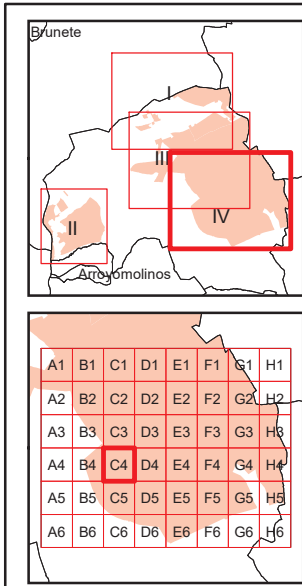 Brunete
I
III
IV
II
Arroyomolinos
A1 B1 C1 D1 E1 F1 G1 H1
A2 B2 C2 D2 E2 F2 G2 H2
A3 B3 C3 D3 E3 F3 G3 H3
A4 B4 C4 D4 E4 F4 G4 H4
A5 B5 C5 D5 E5 F5 G5 H5
A6 B6 C6 D6 E6 F6 G6 H6